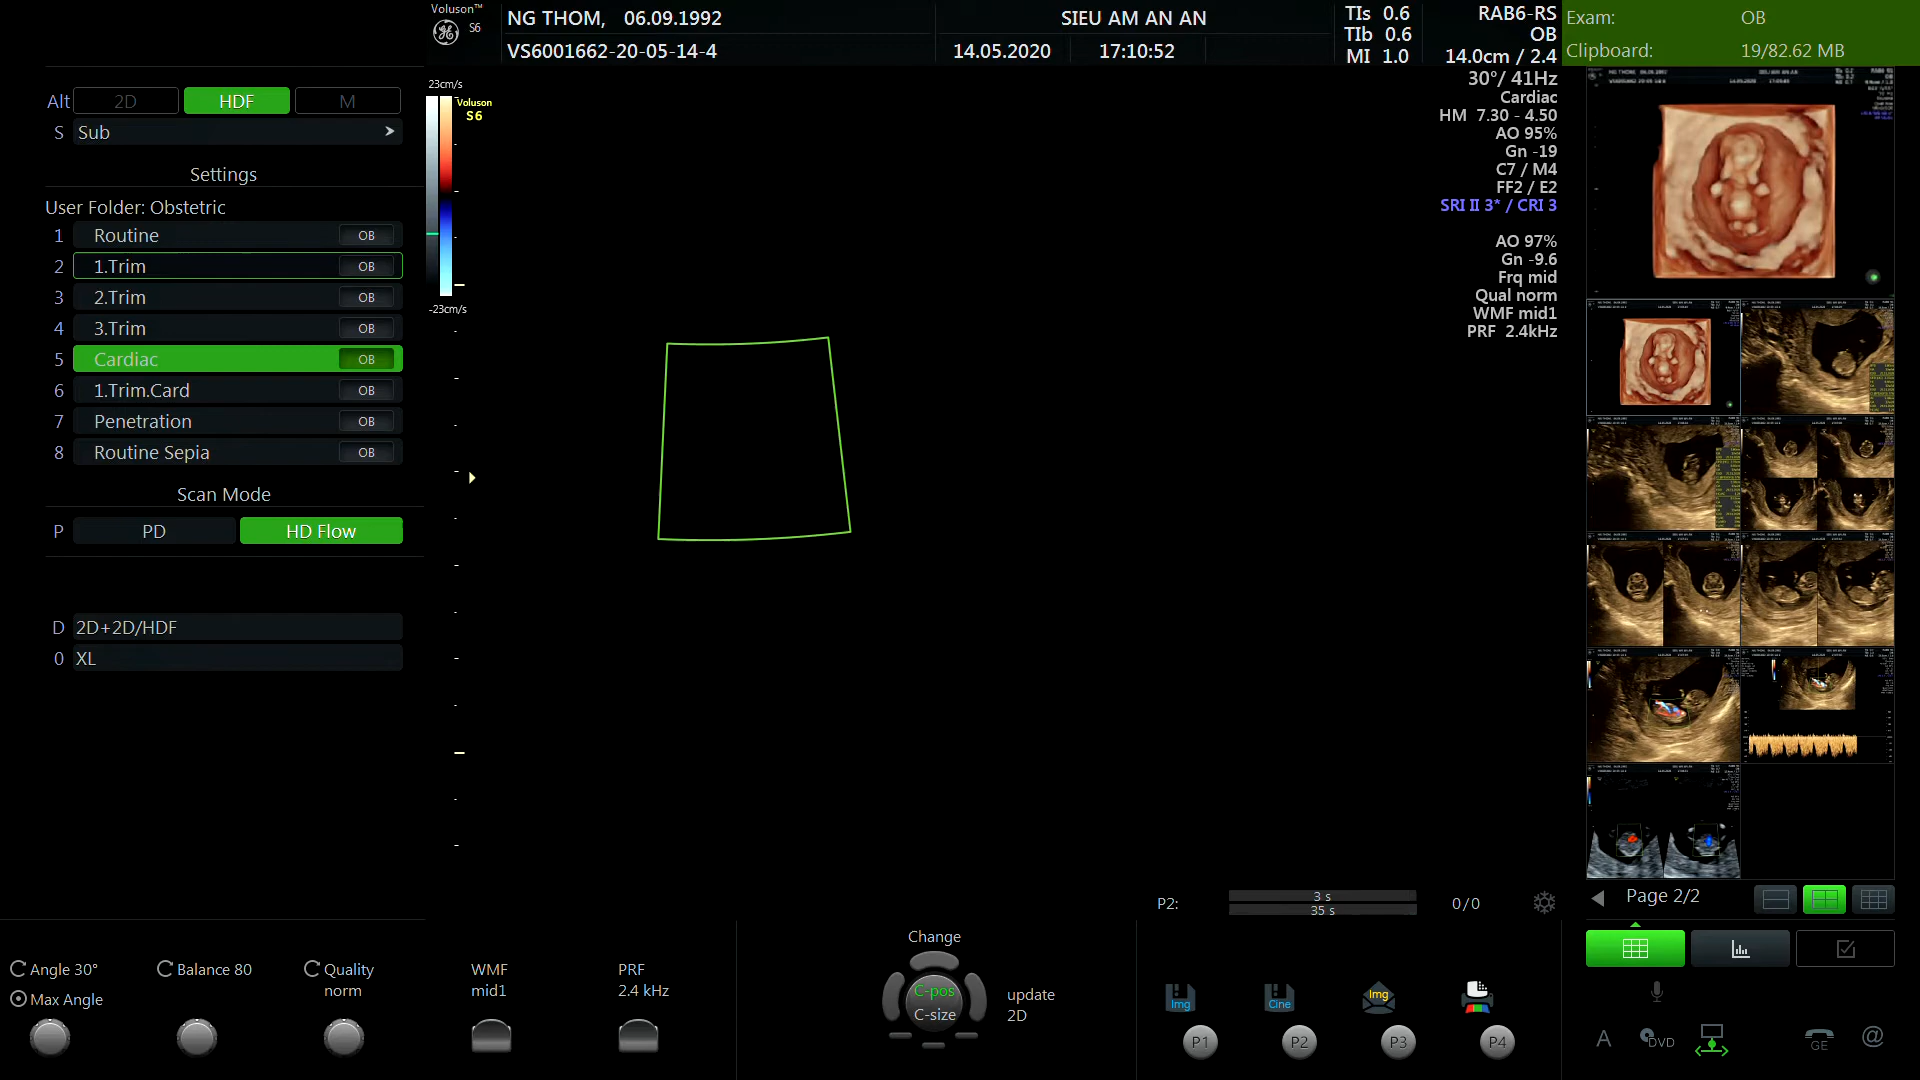 Voluson™
S6
NG THOM, 06.09.1992
SIEU AM AN AN
VS6001662-20-05-14-4
14.05.2020
17:10:52
TIs 0.6
TIb 0.6
MI 1.0
RAB6-RS
OB
14.0cm / 2.4
Exam: OB
Clipboard: 19/82.62 MB
Alt 2D HDF M
S Sub >
Settings
User Folder: Obstetric
1 Routine OB
2 1.Trim OB
3 2.Trim OB
4 3.Trim OB
5 Cardiac OB
6 1.Trim.Card OB
7 Penetration OB
8 Routine Sepia OB
Scan Mode
P PD HD Flow
D 2D+2D/HDF
0 XL
23cm/s
Voluson
S6
-23cm/s
30°/ 41Hz
Cardiac
HM 7.30 - 4.50
AO 95%
Gn -19
C7 / M4
FF2 / E2
SRI II 3* / CRI 3
AO 97%
Gn -9.6
Frq mid
Qual norm
WMF mid1
PRF 2.4kHz
P2:
3 s
35 s
0/0
Page 2/2
Angle 30°
Max Angle
Balance 80
Quality
norm
WMF
mid1
PRF
2.4 kHz
Change
C-pos
C-size
update
2D
Img
Cine
Img
P1
P2
P3
P4
A
DVD
GE
@